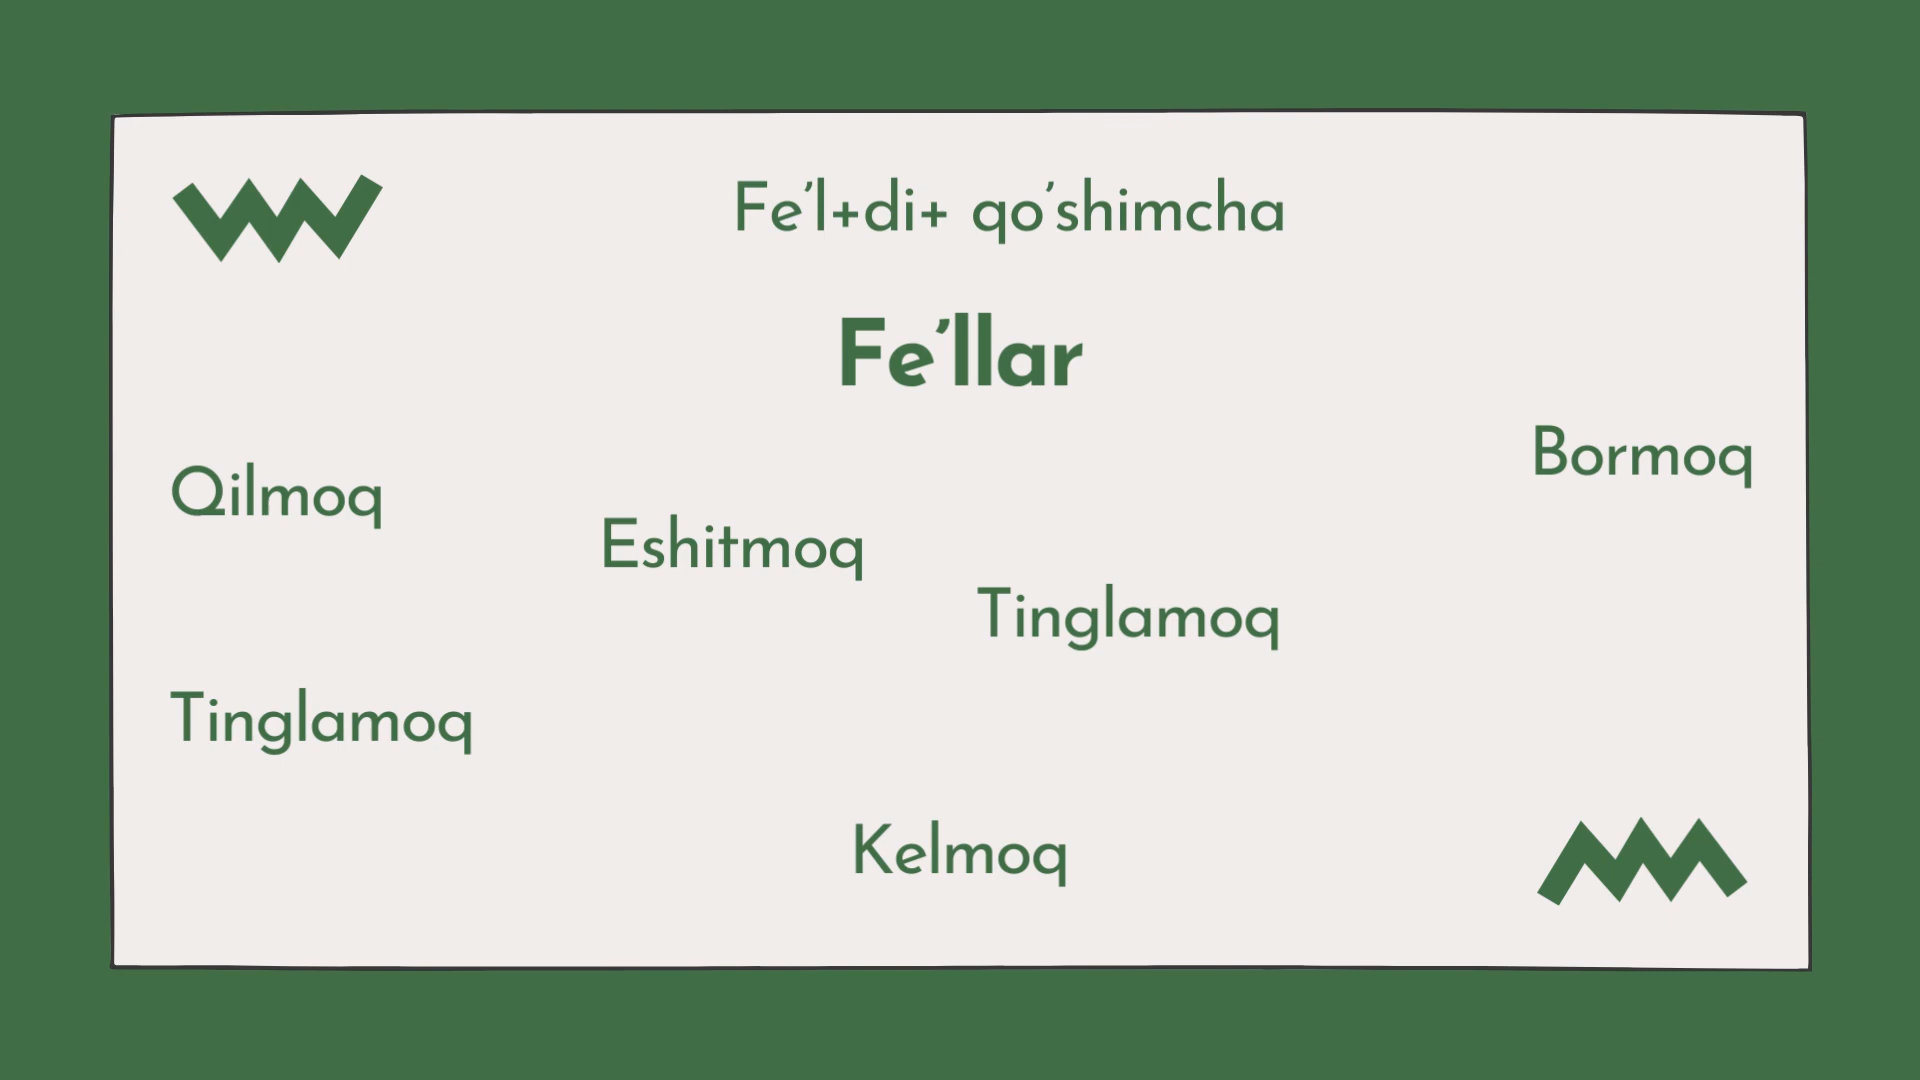 Fe’l+di+ qo’shimcha
Fe’llar
Bormoq
Qilmoq
Eshitmoq
Tinglamoq
Tinglamoq
Kelmoq